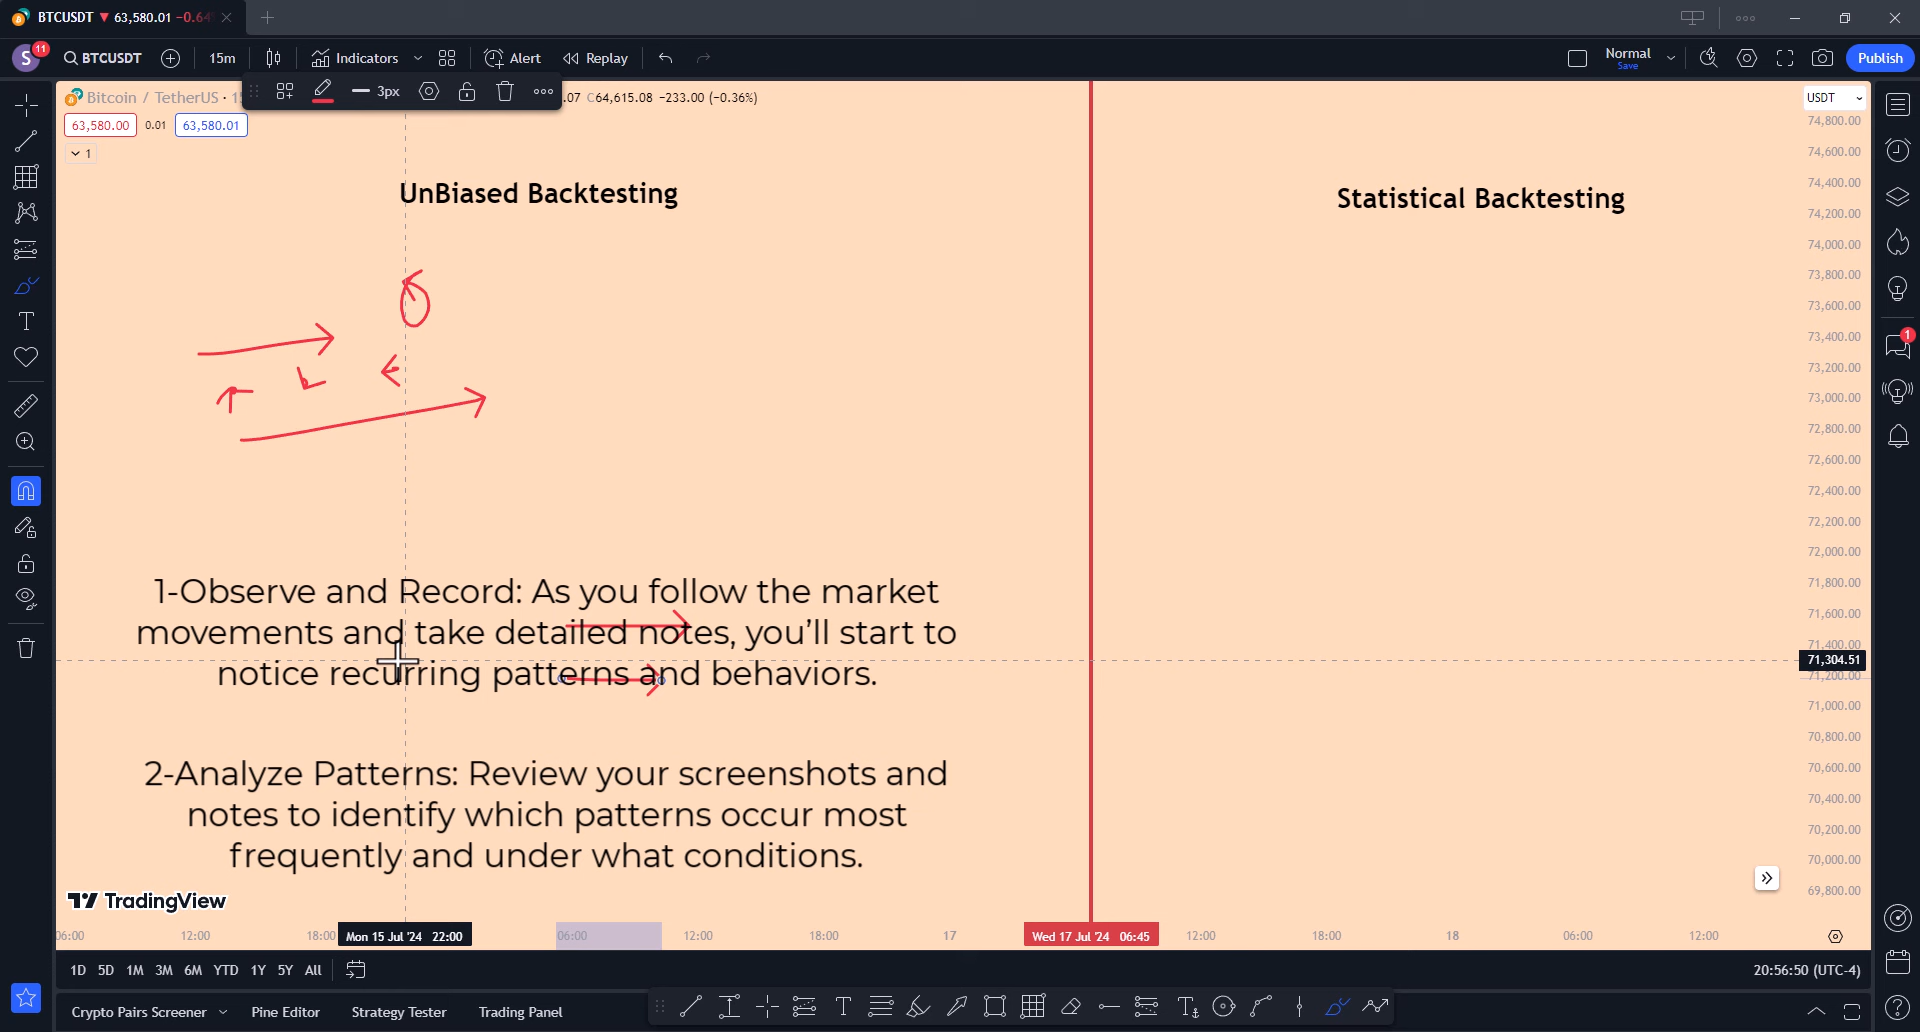 BTCUSDT ▼ 63,580.01 −0.64
S 11 BTCUSDT 15m Indicators Alert Replay Normal Save Publish
3px
Bitcoin / TetherUS · .07 C64,615.08 −233.00 (−0.36%) USDT
63,580.00 0.01 63,580.01
1
UnBiased Backtesting
Statistical Backtesting
1-Observe and Record: As you follow the market
movements and take detailed notes, you'll start to
notice recurring patterns and behaviors.
2-Analyze Patterns: Review your screenshots and
notes to identify which patterns occur most
frequently and under what conditions.
TradingView
74,800.00
74,600.00
74,400.00
74,200.00
74,000.00
73,800.00
73,600.00
73,400.00
73,200.00
73,000.00
72,800.00
72,600.00
72,400.00
72,200.00
72,000.00
71,800.00
71,600.00
71,400.00
71,304.51
71,200.00
71,000.00
70,800.00
70,600.00
70,400.00
70,200.00
70,000.00
69,800.00
1
06:00 12:00 18:00 Mon 15 Jul '24 22:00 06:00 12:00 18:00 17 Wed 17 Jul '24 06:45 12:00 18:00 18 06:00 12:00
1D 5D 1M 3M 6M YTD 1Y 5Y All 20:56:50 (UTC-4)
Crypto Pairs Screener Pine Editor Strategy Tester Trading Panel